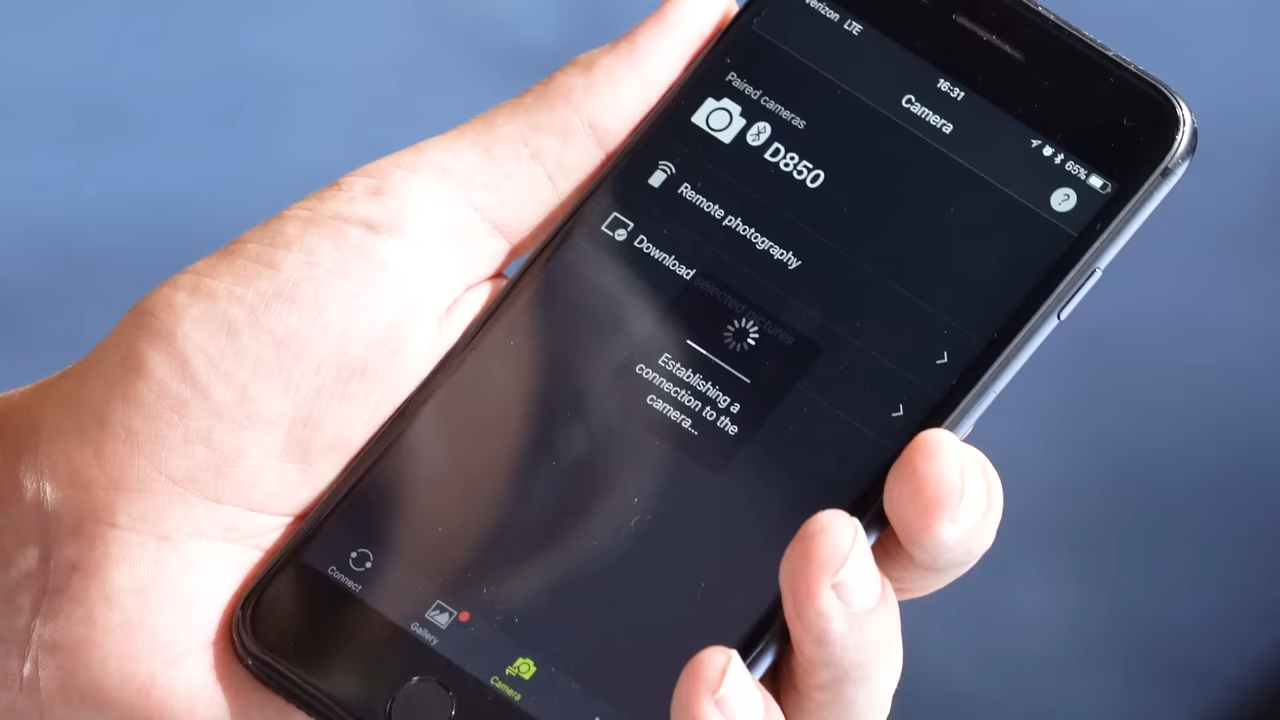 verizon LTE
16:31
65%
Camera
?
Paired cameras
D850
Remote photography
Download selected pictures
Establishing a
connection to the
camera...
Connect
Gallery
Camera